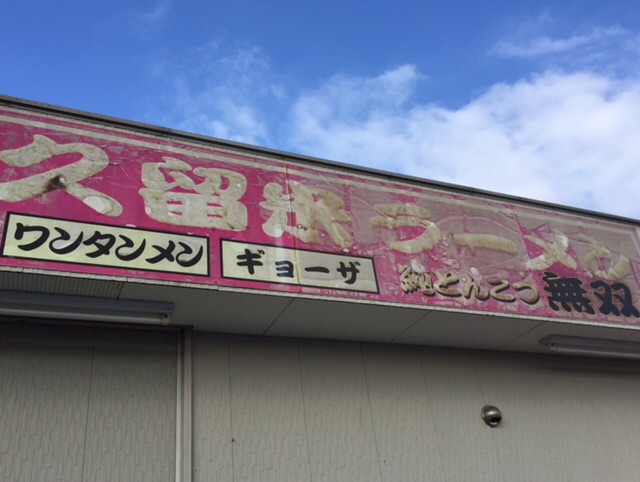 久留米ラーメン
ワンタンメン
ギョーザ
純とんこつ 無双